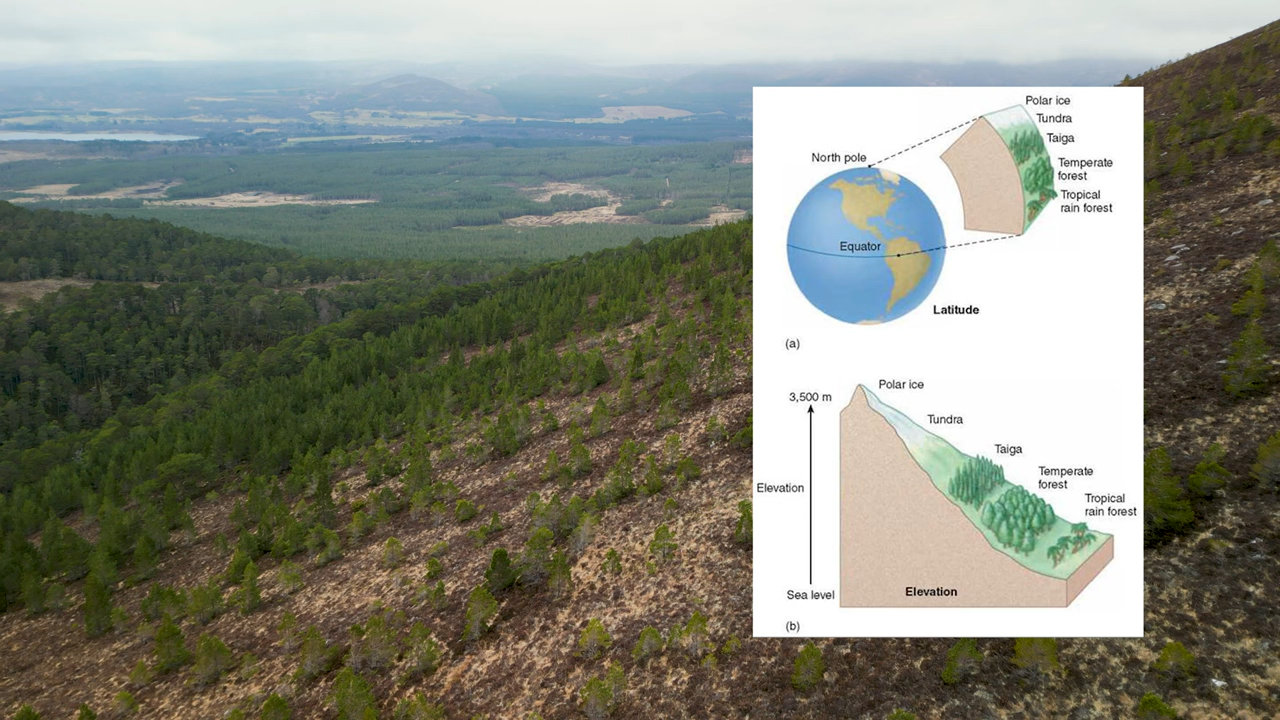 Polar ice
Tundra
Taiga
Temperate
forest
Tropical
rain forest
North pole
Equator
Latitude
(a)
Polar ice
3,500 m
Tundra
Taiga
Temperate
forest
Tropical
rain forest
Elevation
Sea level
Elevation
(b)